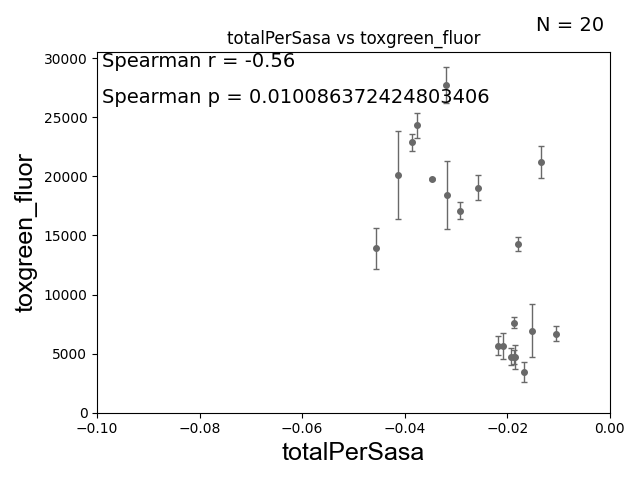 N = 20
totalPerSasa vs toxgreen_fluor
Spearman r = -0.56
Spearman p = 0.010086372424803406
toxgreen_fluor
30000
25000
20000
15000
10000
5000
0
−0.10 −0.08 −0.06 −0.04 −0.02 0.00
totalPerSasa